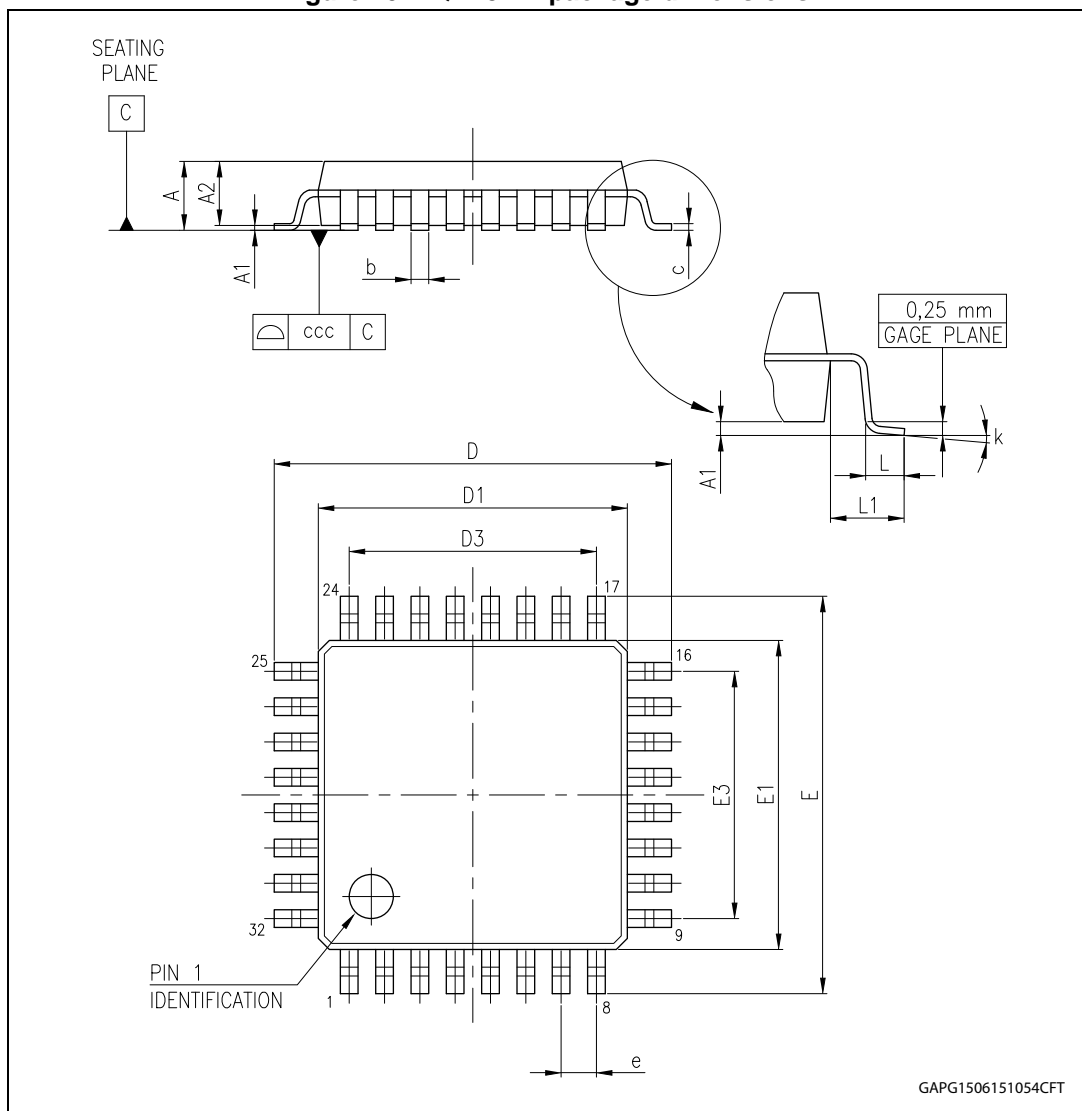 SEATING
PLANE
C
A
A2
A1
b
c
ccc
C
0,25 mm
GAGE PLANE
A1
k
L
L1
D
D1
D3
24
17
25
16
E3
E1
E
32
9
PIN 1
IDENTIFICATION
1
8
e
GAPG1506151054CFT